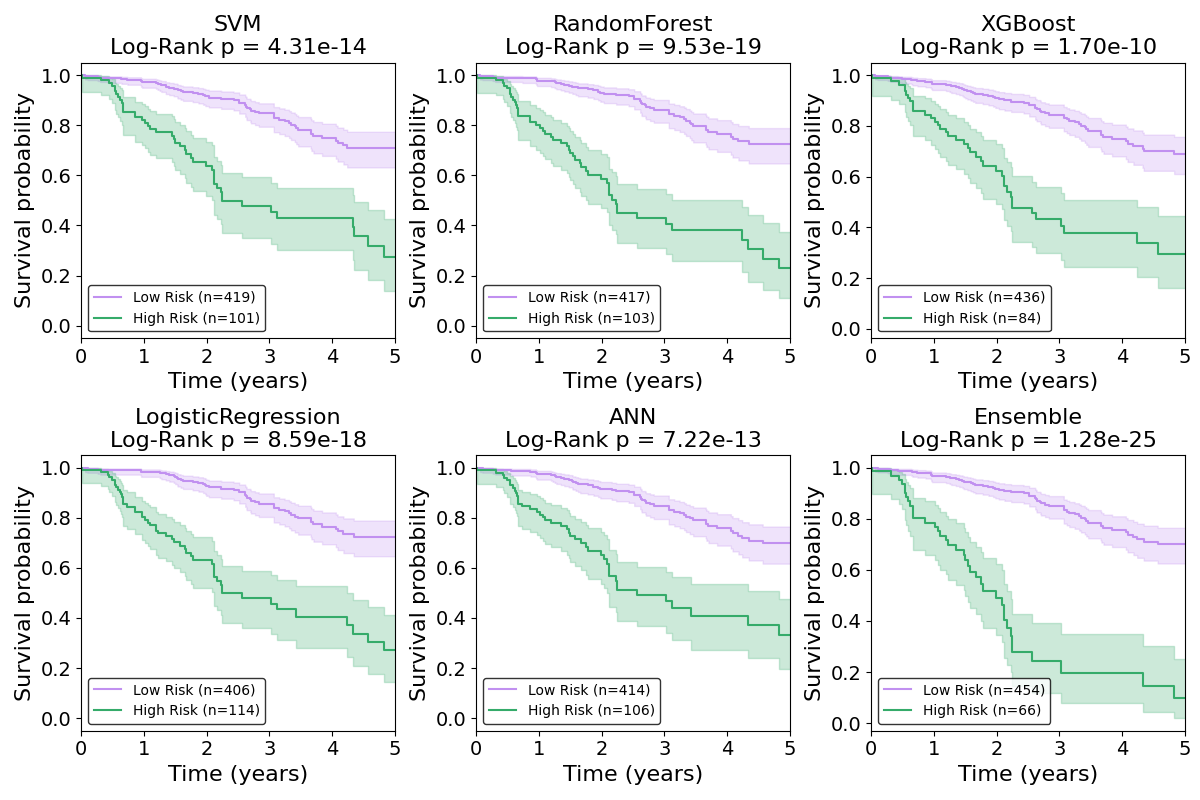 SVM
Log-Rank p = 4.31e-14
Survival probability
1.0
0.8
0.6
0.4
0.2
0.0
Low Risk (n=419)
High Risk (n=101)
0 1 2 3 4 5
Time (years)
RandomForest
Log-Rank p = 9.53e-19
Survival probability
1.0
0.8
0.6
0.4
0.2
0.0
Low Risk (n=417)
High Risk (n=103)
0 1 2 3 4 5
Time (years)
XGBoost
Log-Rank p = 1.70e-10
Survival probability
1.0
0.8
0.6
0.4
0.2
0.0
Low Risk (n=436)
High Risk (n=84)
0 1 2 3 4 5
Time (years)
LogisticRegression
Log-Rank p = 8.59e-18
Survival probability
1.0
0.8
0.6
0.4
0.2
0.0
Low Risk (n=406)
High Risk (n=114)
0 1 2 3 4 5
Time (years)
ANN
Log-Rank p = 7.22e-13
Survival probability
1.0
0.8
0.6
0.4
0.2
0.0
Low Risk (n=414)
High Risk (n=106)
0 1 2 3 4 5
Time (years)
Ensemble
Log-Rank p = 1.28e-25
Survival probability
1.0
0.8
0.6
0.4
0.2
0.0
Low Risk (n=454)
High Risk (n=66)
0 1 2 3 4 5
Time (years)